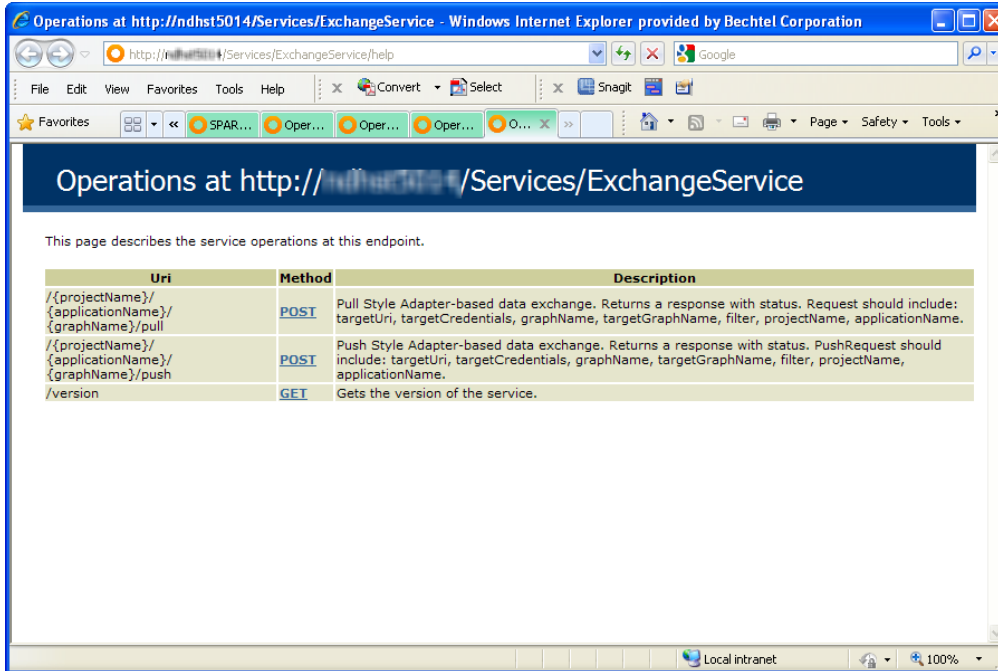 Operations at http://ndhst5014/Services/ExchangeService - Windows Internet Explorer provided by Bechtel Corporation
http:// /Services/ExchangeService/help
Google
File Edit View Favorites Tools Help x Convert Select x Snagit
Favorites « SPAR... Oper... Oper... Oper... O... X » Page Safety Tools »
Operations at http:// /Services/ExchangeService
This page describes the service operations at this endpoint.
Uri Method Description
/{projectName}/
{applicationName}/
{graphName}/pull
POST
Pull Style Adapter-based data exchange. Returns a response with status. Request should include:
targetUri, targetCredentials, graphName, targetGraphName, filter, projectName, applicationName.
/{projectName}/
{applicationName}/
{graphName}/push
POST
Push Style Adapter-based data exchange. Returns a response with status. PushRequest should
include: targetUri, targetCredentials, graphName, targetGraphName, filter, projectName,
applicationName.
/version GET Gets the version of the service.
Local intranet 100%